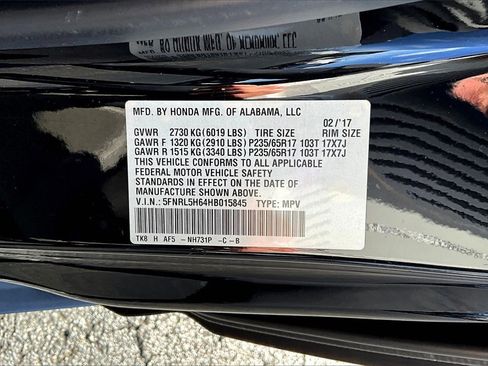 MFD. BY HONDA MFG. OF ALABAMA, LLC
02/'17
GVWR 2730 KG(6019 LBS) TIRE SIZE RIM SIZE
GAWR F 1320 KG(2910 LBS) P235/65R17 103T 17X7J
GAWR R 1515 KG(3340 LBS) P235/65R17 103T 17X7J
THIS VEHICLE CONFORMS TO ALL APPLICABLE
FEDERAL MOTOR VEHICLE SAFETY
STANDARDS IN EFFECT ON THE DATE OF
MANUFACTURE SHOWN ABOVE.
V.I.N.: 5FNRL5H64HB015845 TYPE: MPV
TK8 H AF5 -NH731P -C-B